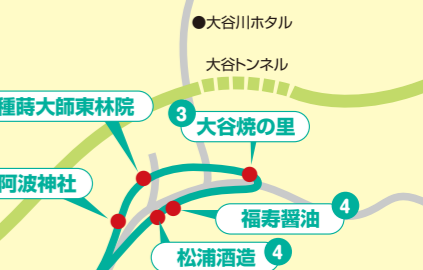 ●大谷川ホタル
大谷トンネル
種蒔大師東林院
3
大谷焼の里
阿波神社
福寿醤油
4
松浦酒造
4